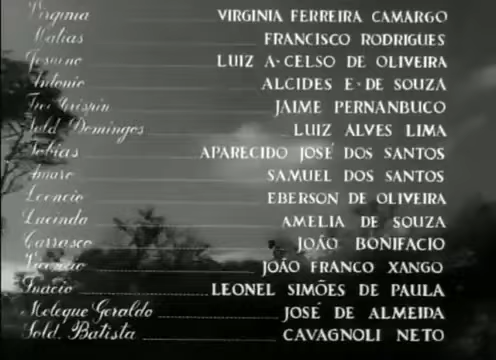 Virginia VIRGINIA FERREIRA CAMARGO
Matias FRANCISCO RODRIGUES
LUIZ A-CELSO DE OLIVEIRA
Antonio ALCIDES E-DE SOUZA
Frei Crispin JAIME PERNANBUCO
Sold. Domingos LUIZ ALVES LIMA
Tobias APARECIDO JOSÉ DOS SANTOS
Amaro SAMUEL DOS SANTOS
Leoncio EBERSON DE OLIVEIRA
Lucinda AMELIA DE SOUZA
Carrasco JOÃO BONIFACIO
JOÃO FRANCO XANGO
Inacio LEONEL SIMÕES DE PAULA
Moleque Geraldo JOSÉ DE ALMEIDA
Sold. Batista CAVAGNOLI NETO